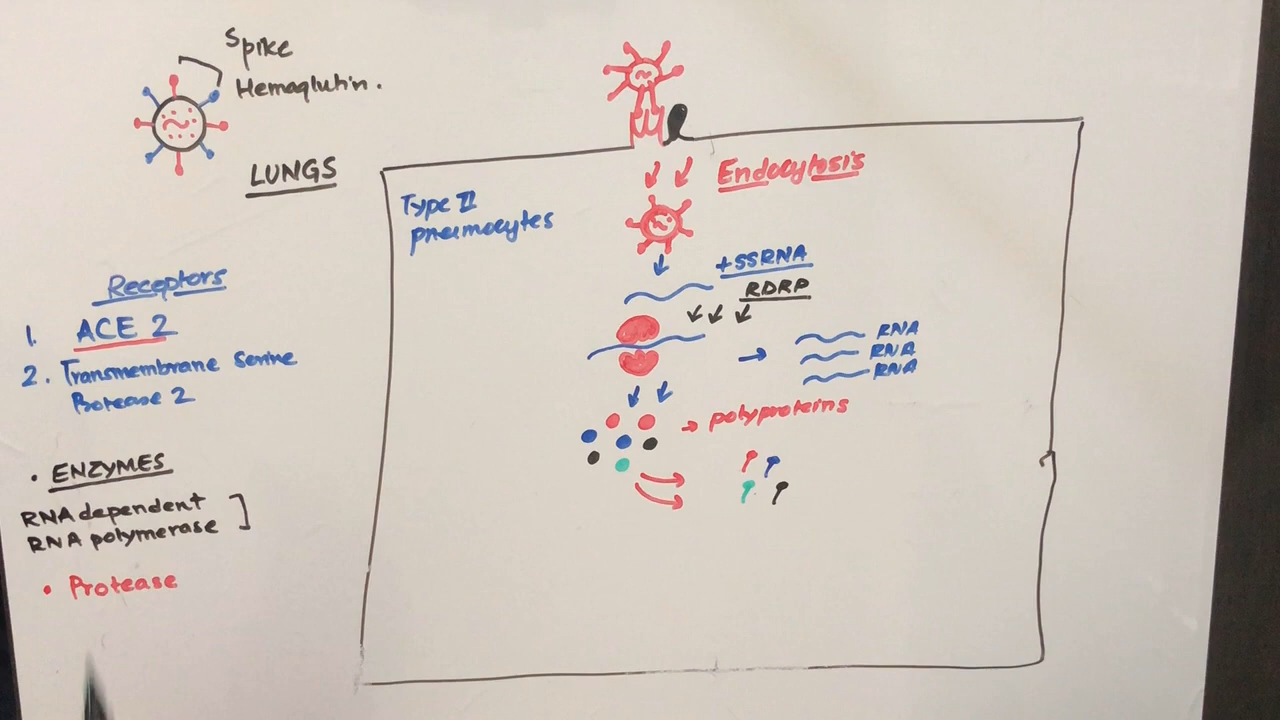 Spike
Hemaglutin.
LUNGS
Receptors
1. ACE 2
2. Transmembrane Serine
Protease 2
• ENZYMES
RNA dependent
RNA polymerase ]
• Protease
Endocytosis
Type II
pneumocytes
+SSRNA
RDRP
RNA
RNA
RNA
→ polyproteins